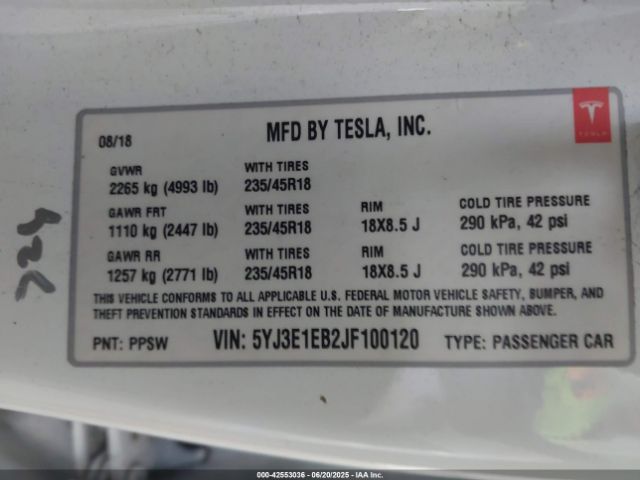 08/18
MFD BY TESLA, INC.
TESLA
GVWR
WITH TIRES
2265 kg (4993 lb)
235/45R18
GAWR FRT
WITH TIRES
RIM
COLD TIRE PRESSURE
1110 kg (2447 lb)
235/45R18
18X8.5 J
290 kPa, 42 psi
GAWR RR
WITH TIRES
RIM
COLD TIRE PRESSURE
1257 kg (2771 lb)
235/45R18
18X8.5 J
290 kPa, 42 psi
THIS VEHICLE CONFORMS TO ALL APPLICABLE U.S. FEDERAL MOTOR VEHICLE SAFETY, BUMPER, AND
THEFT PREVENTION STANDARDS IN EFFECT ON THE DATE OF MANUFACTURE SHOWN ABOVE.
PNT: PPSW
VIN: 5YJ3E1EB2JF100120
TYPE: PASSENGER CAR
000-42553036 - 06/20/2025 - IAA Inc.